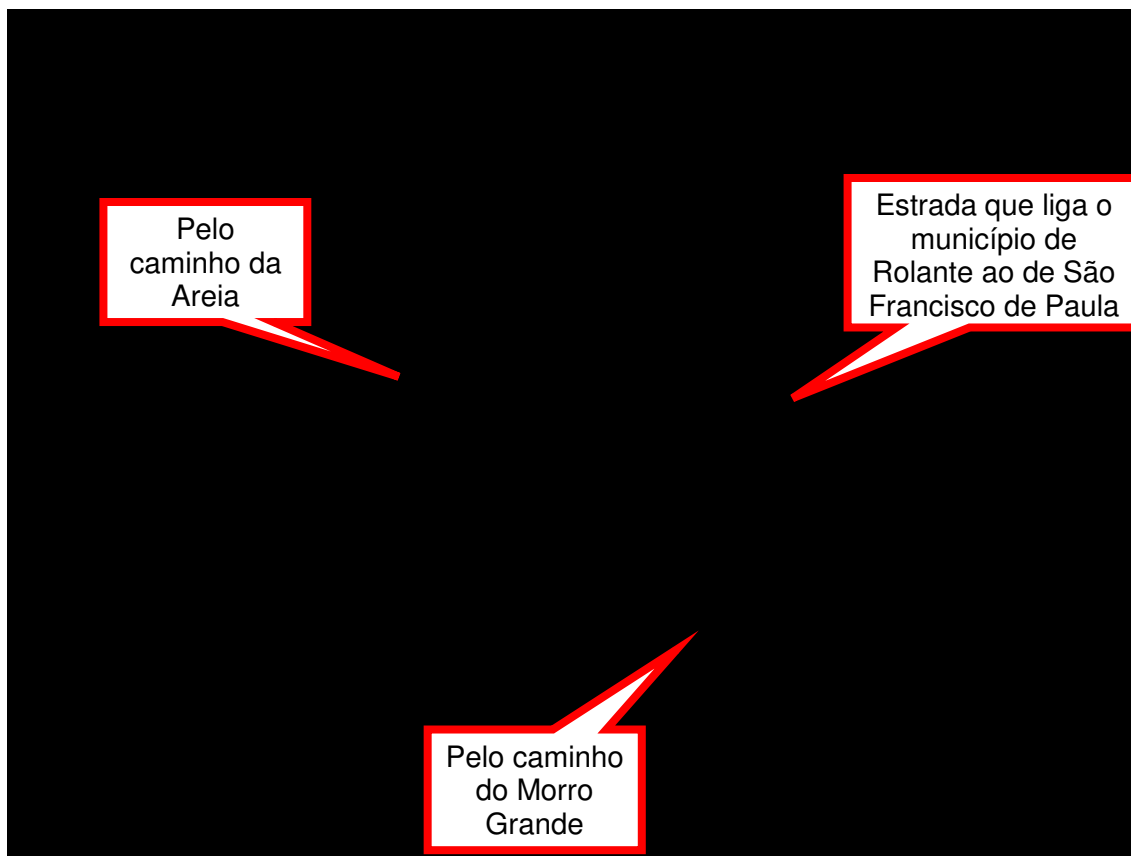 Pelo
caminho da
Areia
Estrada que liga o
município de
Rolante ao de São
Francisco de Paula
Pelo caminho
do Morro
Grande